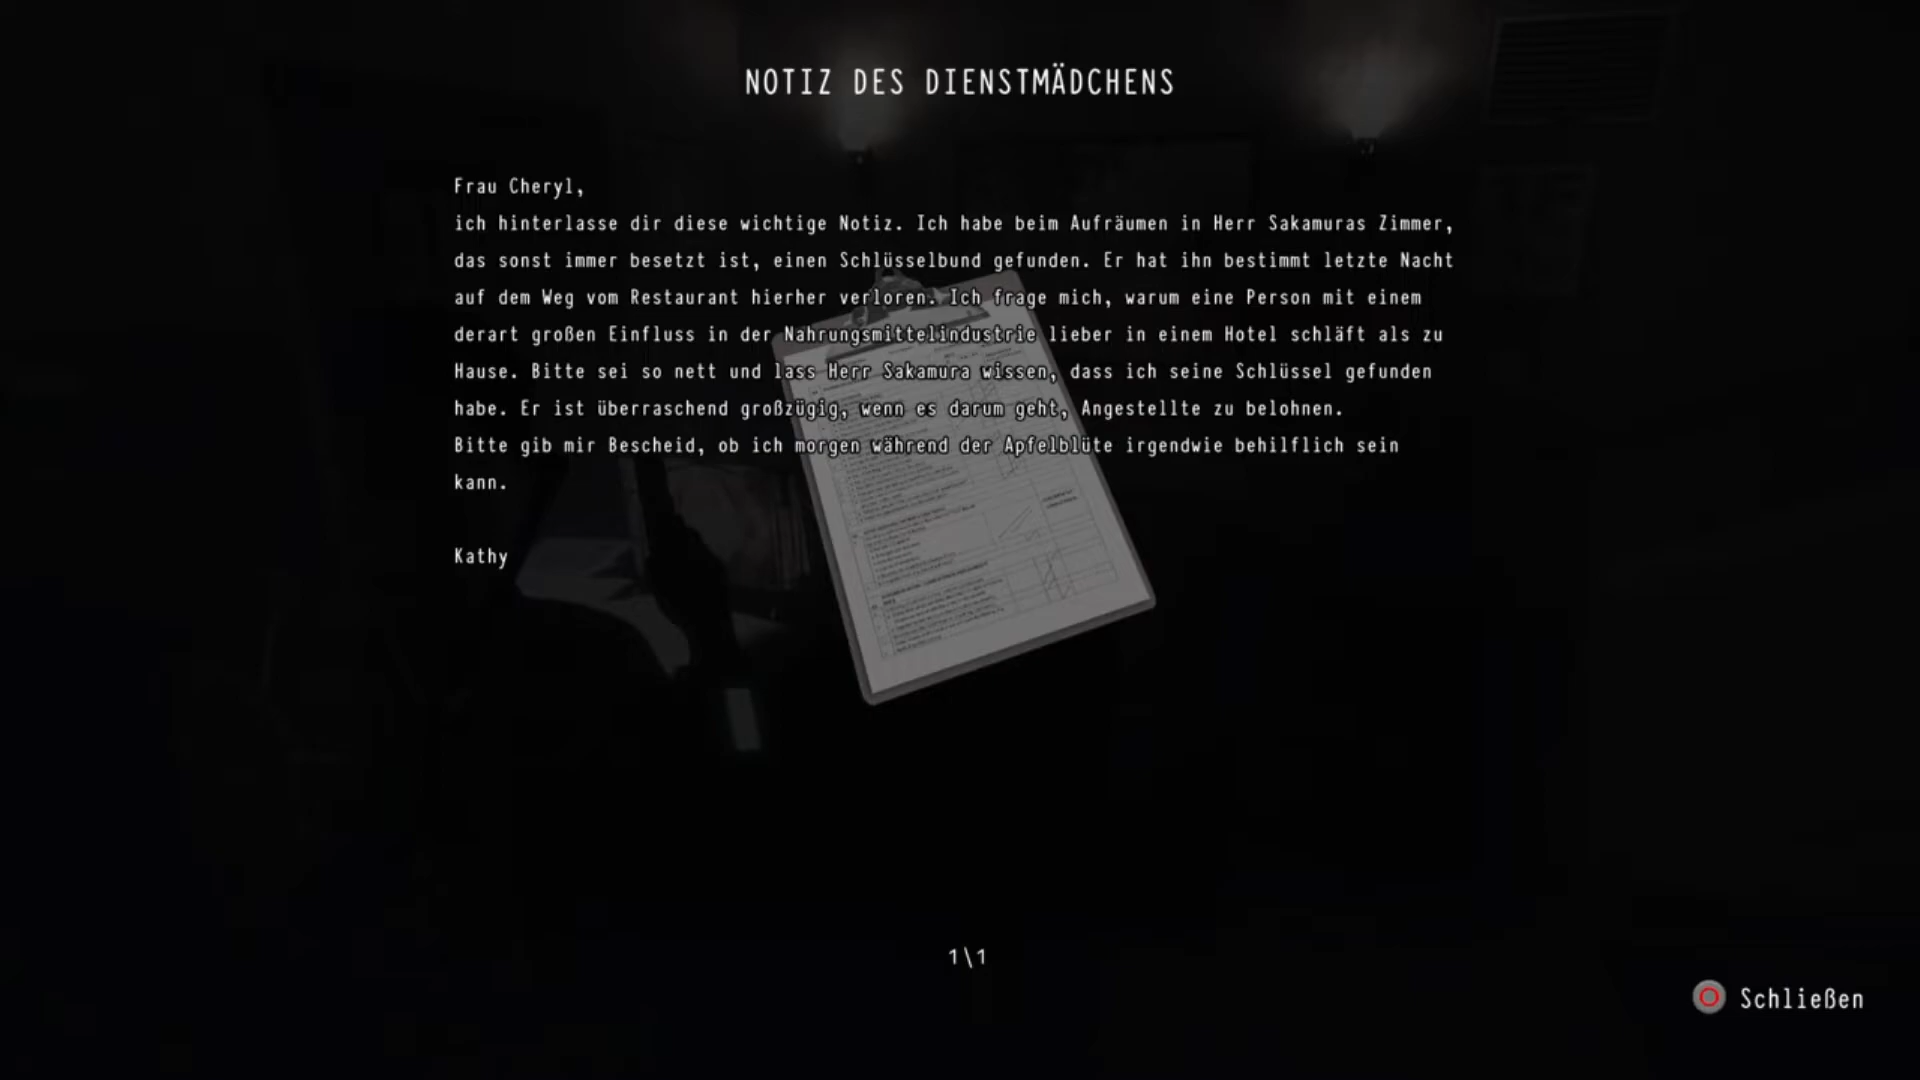 NOTIZ DES DIENSTMÄDCHENS
Frau Cheryl,
ich hinterlasse dir diese wichtige Notiz. Ich habe beim Aufräumen in Herr Sakamuras Zimmer,
das sonst immer besetzt ist, einen Schlüsselbund gefunden. Er hat ihn bestimmt letzte Nacht
auf dem Weg vom Restaurant hierher verloren. Ich frage mich, warum eine Person mit einem
derart großen Einfluss in der Nahrungsmittelindustrie lieber in einem Hotel schläft als zu
Hause. Bitte sei so nett und lass Herr Sakamura wissen, dass ich seine Schlüssel gefunden
habe. Er ist überraschend großzügig, wenn es darum geht, Angestellte zu belohnen.
Bitte gib mir Bescheid, ob ich morgen während der Apfelblüte irgendwie behilflich sein
kann.
Kathy
1\1
Schließen